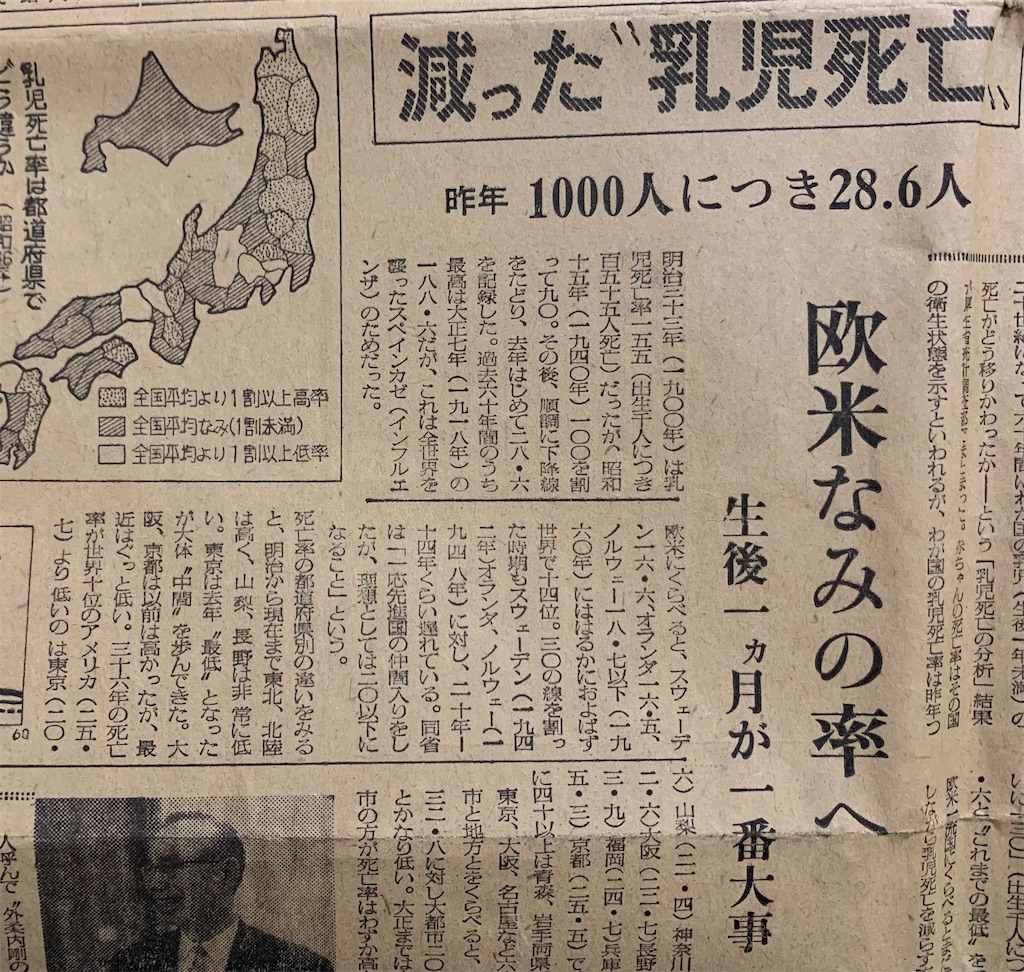 減った〝乳児死亡〟
昨年 1000人につき28.6人
欧米なみの率へ
生後一ヵ月が一番大事
乳児死亡率は都道府県で
どう違うか
全国平均より1割以上高率
全国平均なみ(1割未満)
全国平均より1割以上低率
死亡がどう移りかわったか――という「乳児死亡の分析」結果
の衛生状態を示すといわれるが、わが国の乳児死亡率は昨年つ
明治三十三年(一九〇〇年)は乳
児死亡率一五五(出生千人につき
百五十五人死亡)だったが、昭和
十五年(一九四〇年)一〇〇を割
って九〇。その後、順調に下降線
をたどり、去年はじめて二八・六
を記録した。過去六十年間のうち
最高は大正七年(一九一八年)の
一八八・六だが、これは全世界を
襲ったスペインカゼ(インフルエ
ンザ)のためだった。
欧米にくらべると、スウェーデ
ン一六・六、オランダ一六・五、
ノルウェー一八・七以下(一九
六〇年)にははるかにおよばず
世界で十四位。三〇の線を割っ
た時期もスウェーデン(一九四
二年)オランダ、ノルウェー(一
九四八年)に対し、二十年―
十四年くらい遅れている。同省
は「一応先進国の仲間入りをし
たが、理想としては二〇以下に
なること」という。
死亡率の都道府県別の違いをみる
と、明治から現在まで東北、北陸
は高く、山梨、長野は非常に低
い。東京は去年〝最低〟となった
が大体〝中間〟を歩んできた。大
阪、京都は以前は高かったが、最
近はぐっと低い。三十六年の死亡
率が世界十位のアメリカ(二五・
七)より低いのは東京(二〇・
六)山梨(二一・四)神奈川
二・六)大阪(二三・七)長野
三・九)福岡(二四・七)兵庫
五・三)京都(二五・五)で
に四十以上は青森、岩手両県
東京、大阪、名古屋など六
市と地方とをくらべると、
三二・八に対し大都市二〇
とかなり低い。大正までは
市の方が死亡率はわずか高
・六と〝これまでの最低〟を
しながら乳児死亡を減らす
人呼んで〝外柔内剛の
60